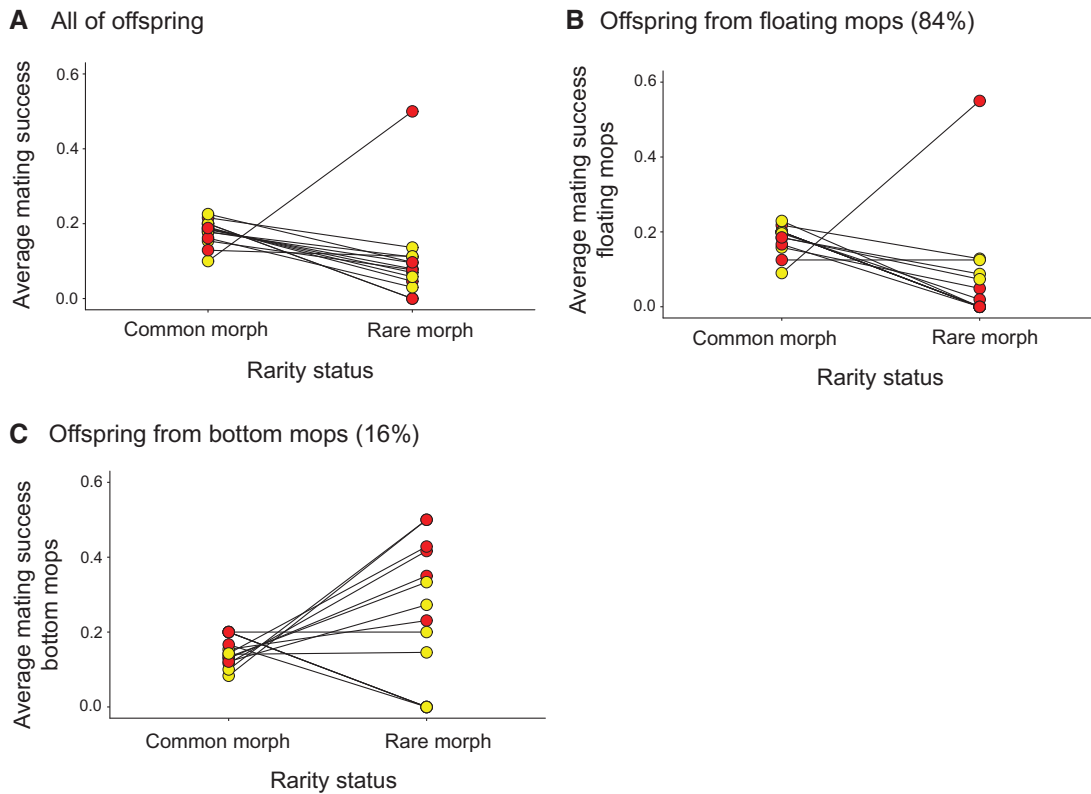 A All of offspring
Average mating success
0.6
0.4
0.2
0.0
Common morph
Rare morph
Rarity status
B Offspring from floating mops (84%)
Average mating success
floating mops
0.6
0.4
0.2
0.0
Common morph
Rare morph
Rarity status
C Offspring from bottom mops (16%)
Average mating success
bottom mops
0.6
0.4
0.2
0.0
Common morph
Rare morph
Rarity status